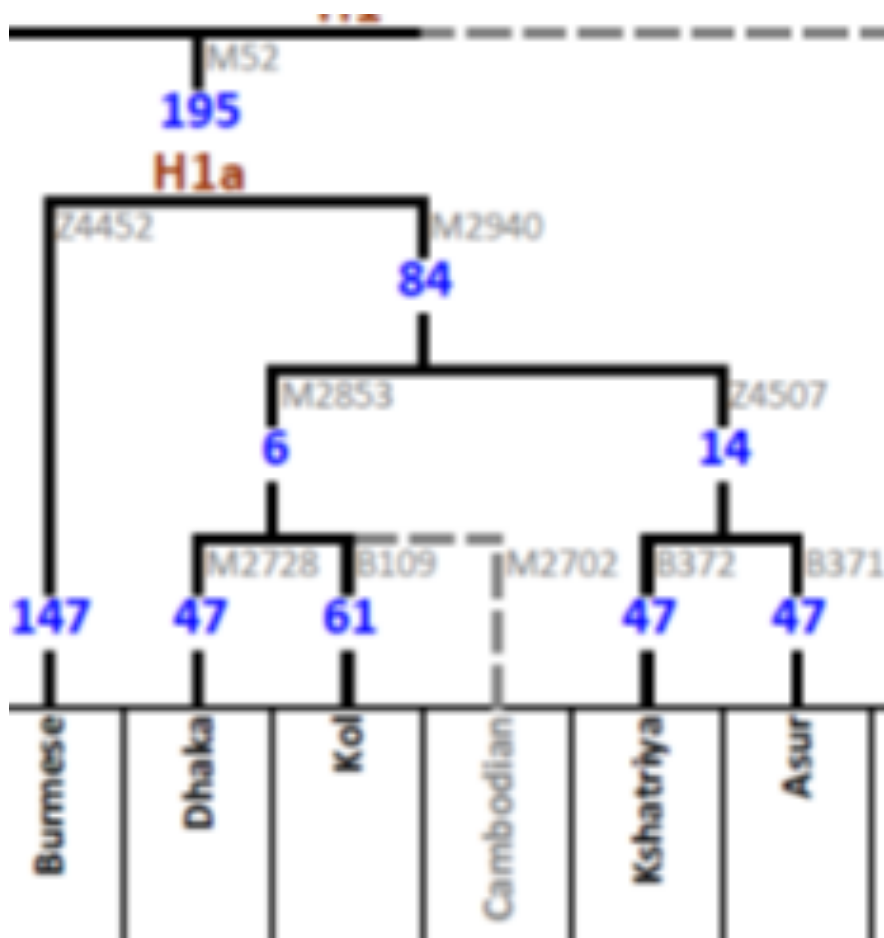 M52
195
H1a
Z4452 M2940
84
M2853 Z4507
6 14
M2728 B109 M2702 B372 B371
147 47 61 47 47
Burmese Dhaka Kol Cambodian Kshatriya Asur